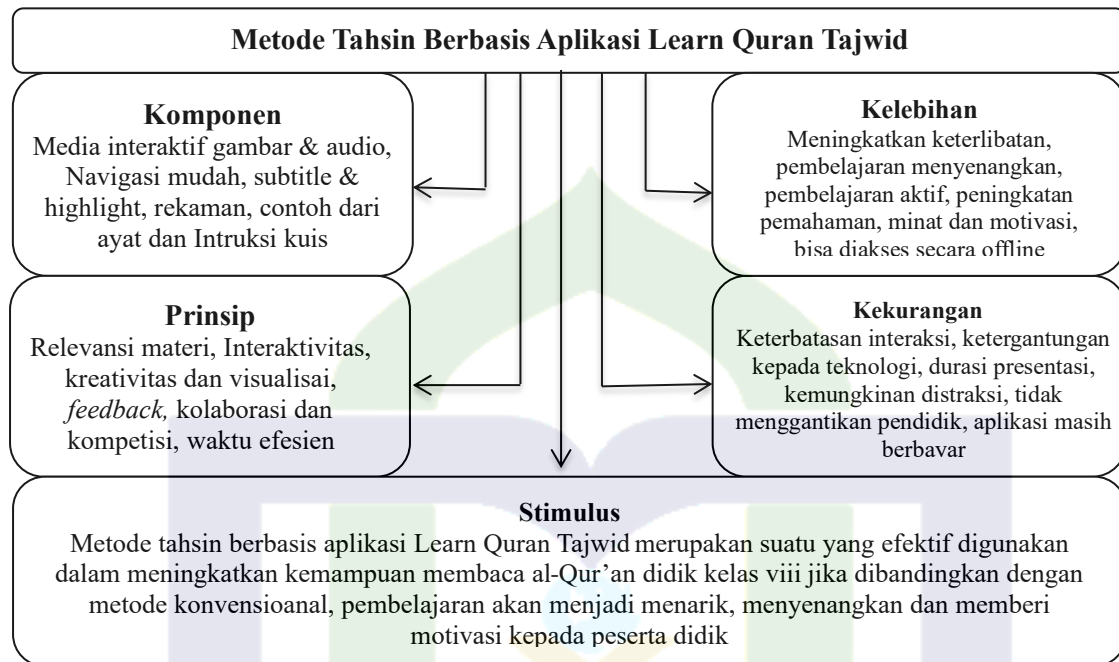 Metode Tahsin Berbasis Aplikasi Learn Quran Tajwid
Komponen
Media interaktif gambar & audio,
Navigasi mudah, subtitle &
highlight, rekaman, contoh dari
ayat dan Intruksi kuis
Kelebihan
Meningkatkan keterlibatan,
pembelajaran menyenangkan,
pembelajaran aktif, peningkatan
pemahaman, minat dan motivasi,
bisa diakses secara offline
Prinsip
Relevansi materi, Interaktivitas,
kreativitas dan visualisai,
feedback, kolaborasi dan
kompetisi, waktu efesien
Kekurangan
Keterbatasan interaksi, ketergantungan
kepada teknologi, durasi presentasi,
kemungkinan distraksi, tidak
menggantikan pendidik, aplikasi masih
berbavar
Stimulus
Metode tahsin berbasis aplikasi Learn Quran Tajwid merupakan suatu yang efektif digunakan
dalam meningkatkan kemampuan membaca al-Qur’an didik kelas viii jika dibandingkan dengan
metode konvensioanal, pembelajaran akan menjadi menarik, menyenangkan dan memberi
motivasi kepada peserta didik